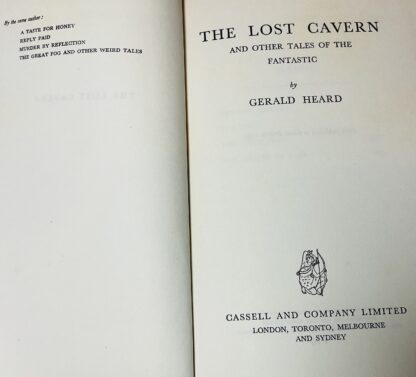 By the same author:
A TASTE FOR HONEY
REPLY PAID
MURDER BY REFLECTION
THE GREAT FOG AND OTHER WEIRD TALES
THE LOST CAVERN
AND OTHER TALES OF THE
FANTASTIC
by
GERALD HEARD
CASSELL AND COMPANY LIMITED
LONDON, TORONTO, MELBOURNE
AND SYDNEY